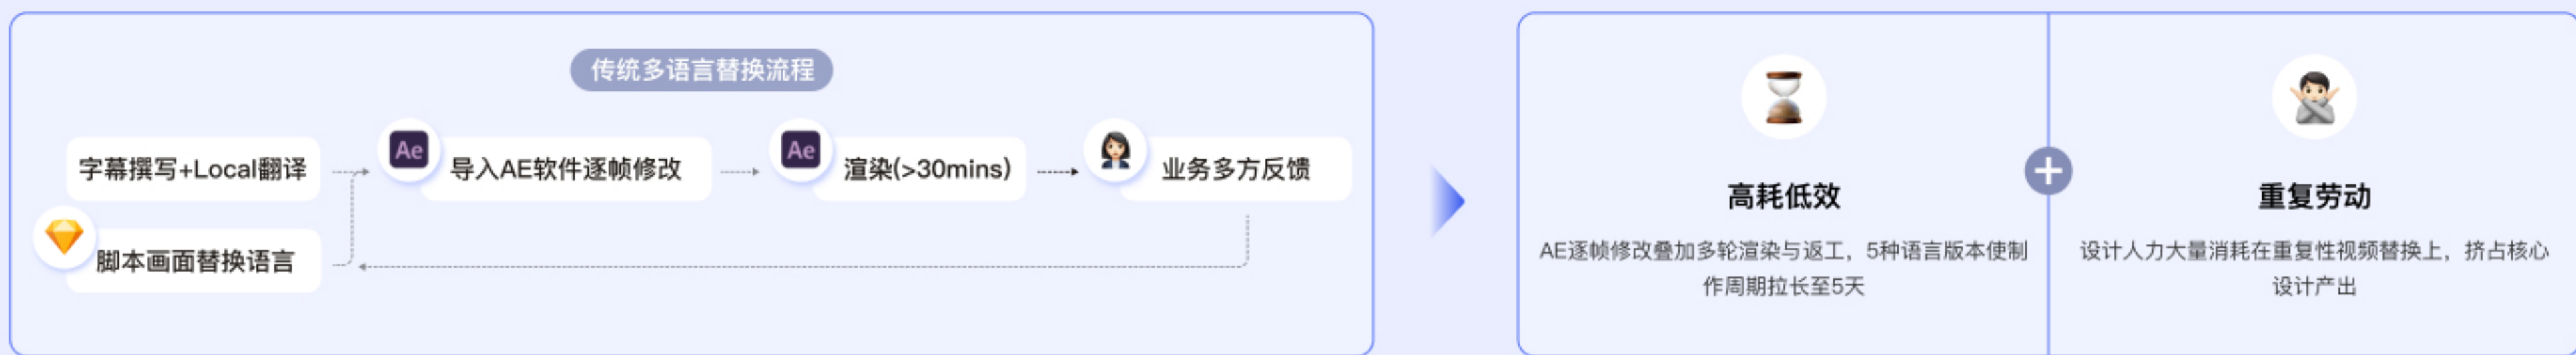 传统多语言替换流程
字幕撰写+Local翻译
Ae
导入AE软件逐帧修改
Ae
渲染(>30mins)
业务多方反馈
脚本画面替换语言
高耗低效
AE逐帧修改叠加多轮渲染与返工，5种语言版本使制
作周期拉长至5天
重复劳动
设计人力大量消耗在重复性视频替换上，挤占核心
设计产出